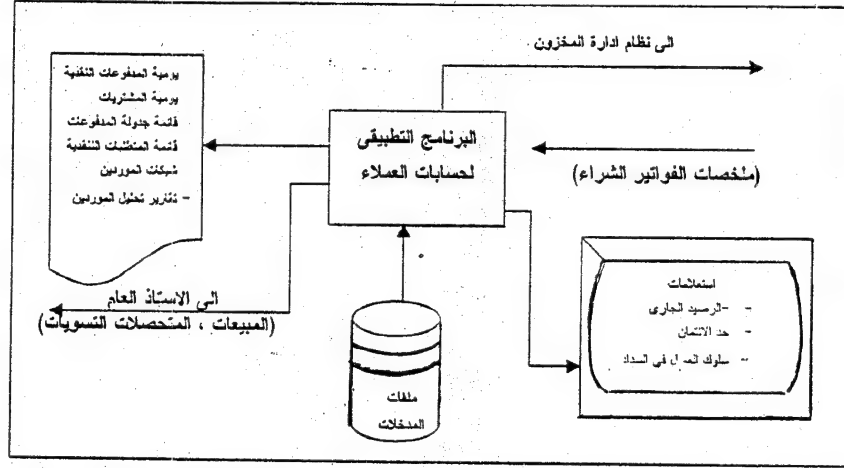 الى نظام ادارة المخزون
يومية المدفوعات النقدية
يومية المشتريات
قائمة جدولة المدفوعات
قائمة المتطلبات النقدية
شيكات الموردين
- تقارير تحليل الموردين
البرنامج التطبيقى
لحسابات العملاء
(ملخصات الفواتير الشراء)
الى الاستاذ العام
(المبيعات ، المتحصلات التسويات)
استعلامات
- -الرصيد الجارى
- حد الائتمان
- سلوك العميل فى السداد
ملفات
المدخلات